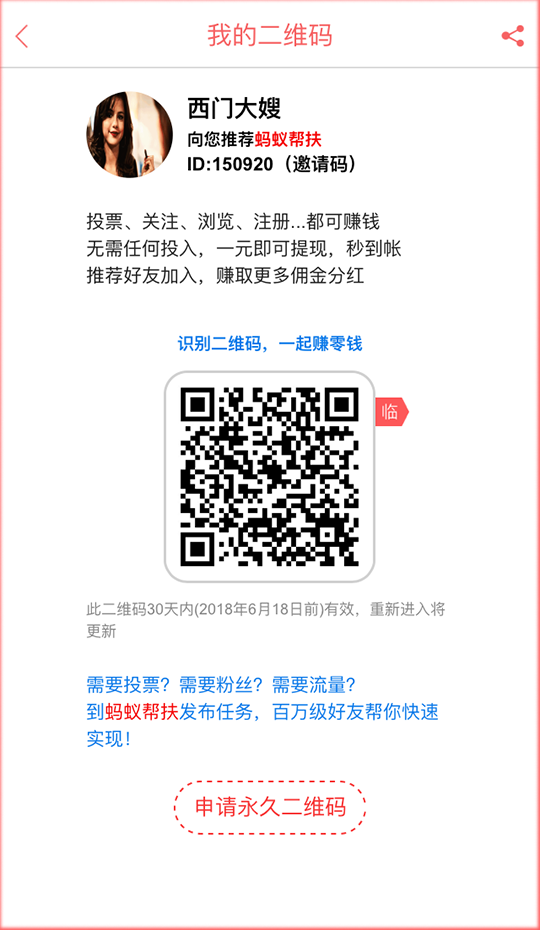 我的二维码
西门大嫂
向您推荐蚂蚁帮扶
ID:150920（邀请码）
投票、关注、浏览、注册...都可赚钱
无需任何投入，一元即可提现，秒到帐
推荐好友加入，赚取更多佣金分红
识别二维码，一起赚零钱
临
此二维码30天内(2018年6月18日前)有效，重新进入将
更新
需要投票？需要粉丝？需要流量？
到蚂蚁帮扶发布任务，百万级好友帮你快速
实现！
申请永久二维码